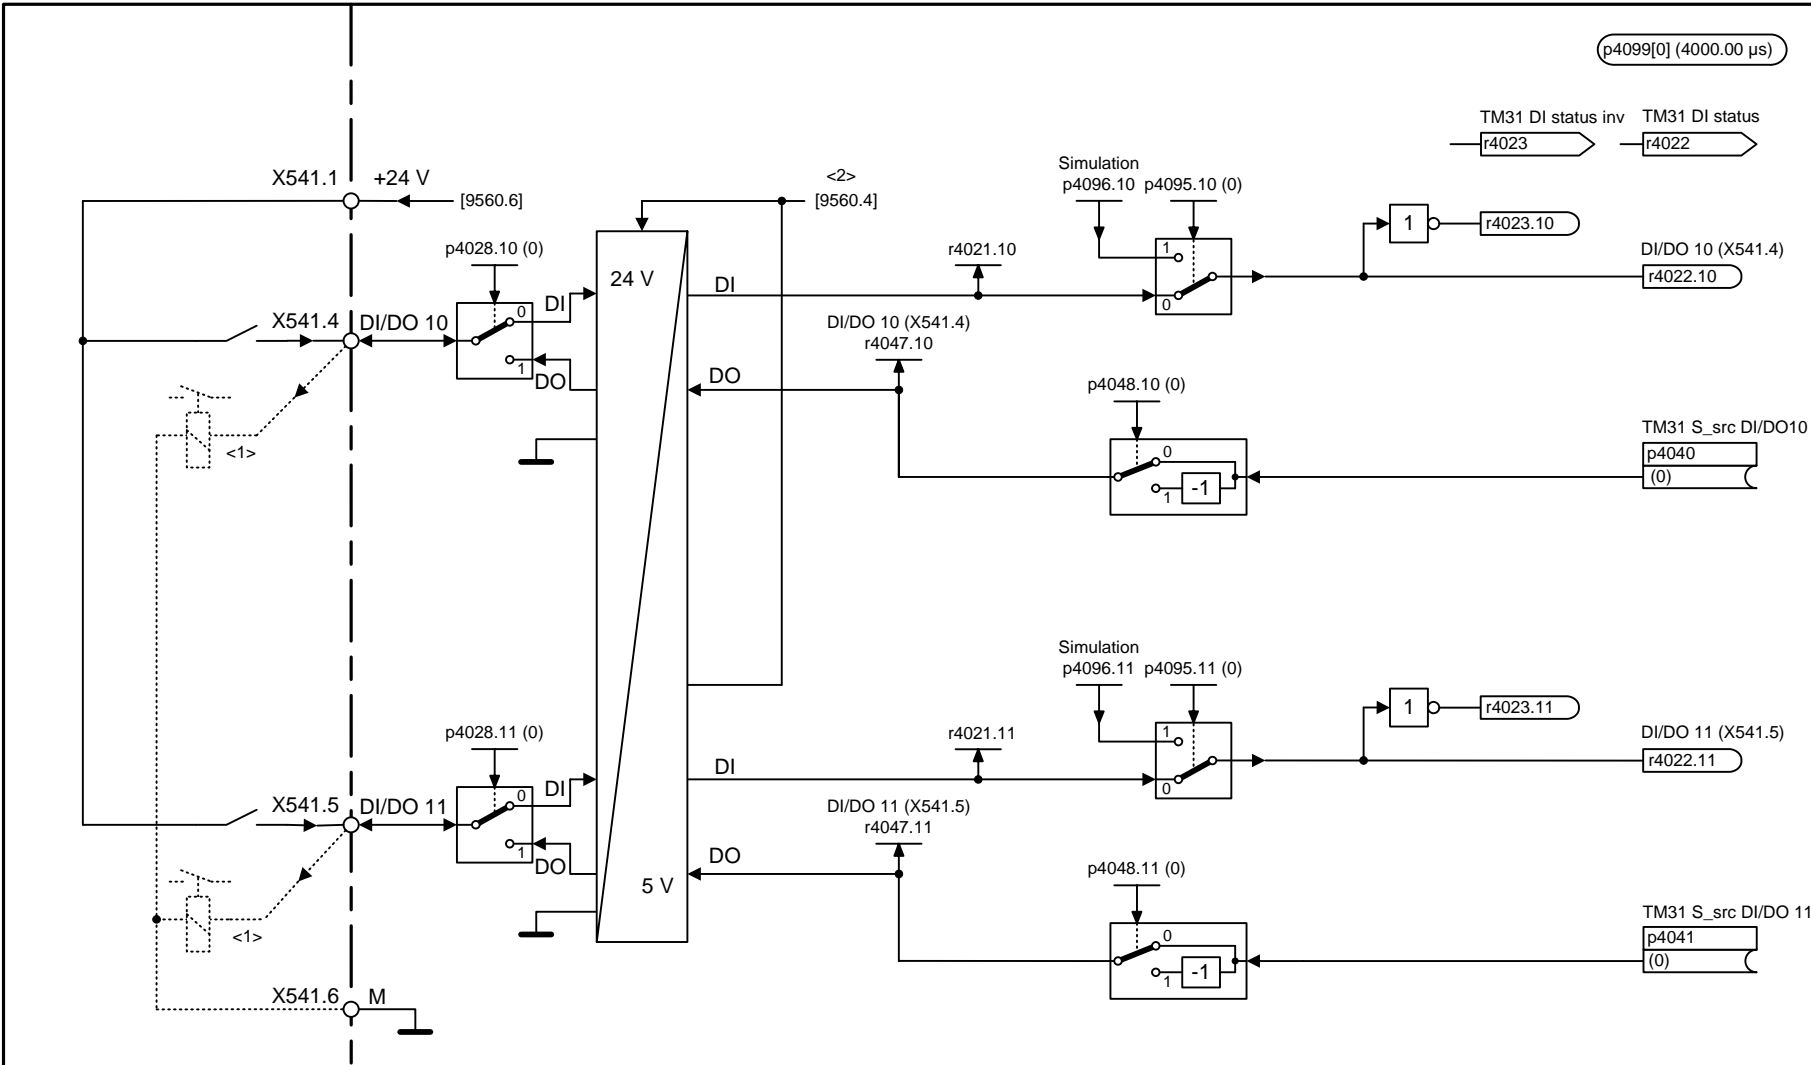 p4099[0] (4000.00 µs)
TM31 DI status inv
TM31 DI status
r4023
r4022
X541.1
+24 V
[9560.6]
<2>
[9560.4]
Simulation
p4096.10
p4095.10 (0)
1
0
1
r4023.10
DI/DO 10 (X541.4)
r4022.10
p4028.10 (0)
24 V
DI
r4021.10
X541.4
DI/DO 10
0
1
DI
DO
DI/DO 10 (X541.4)
r4047.10
DO
p4048.10 (0)
0
1
-1
TM31 S_src DI/DO10
p4040
(0)
<1>
Simulation
p4096.11
p4095.11 (0)
1
0
1
r4023.11
DI/DO 11 (X541.5)
r4022.11
p4028.11 (0)
DI
r4021.11
X541.5
DI/DO 11
0
1
DI
DO
DI/DO 11 (X541.5)
r4047.11
DO
5 V
p4048.11 (0)
0
1
-1
TM31 S_src DI/DO 11
p4041
(0)
<1>
X541.6
M